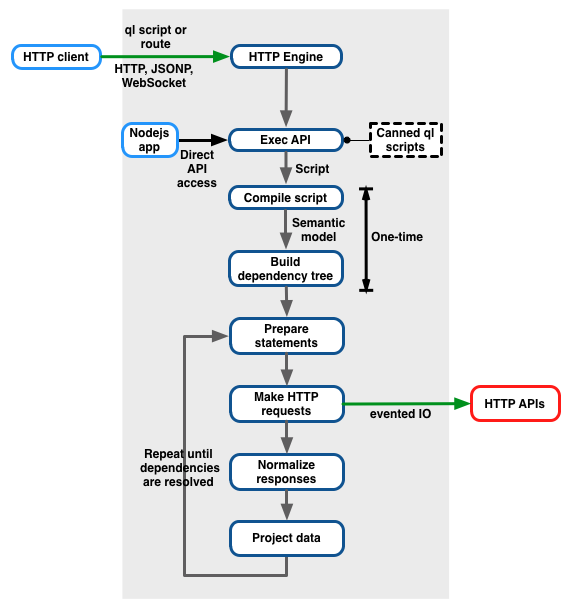 ql script or
route
HTTP client
HTTP Engine
HTTP, JSONP,
WebSocket
Nodejs
app
Exec API
Canned ql
scripts
Direct
API
access
Script
Compile script
Semantic
model
One-time
Build
dependency tree
Prepare
statements
Make HTTP
requests
evented IO
HTTP APIs
Repeat until
dependencies
are resolved
Normalize
responses
Project data